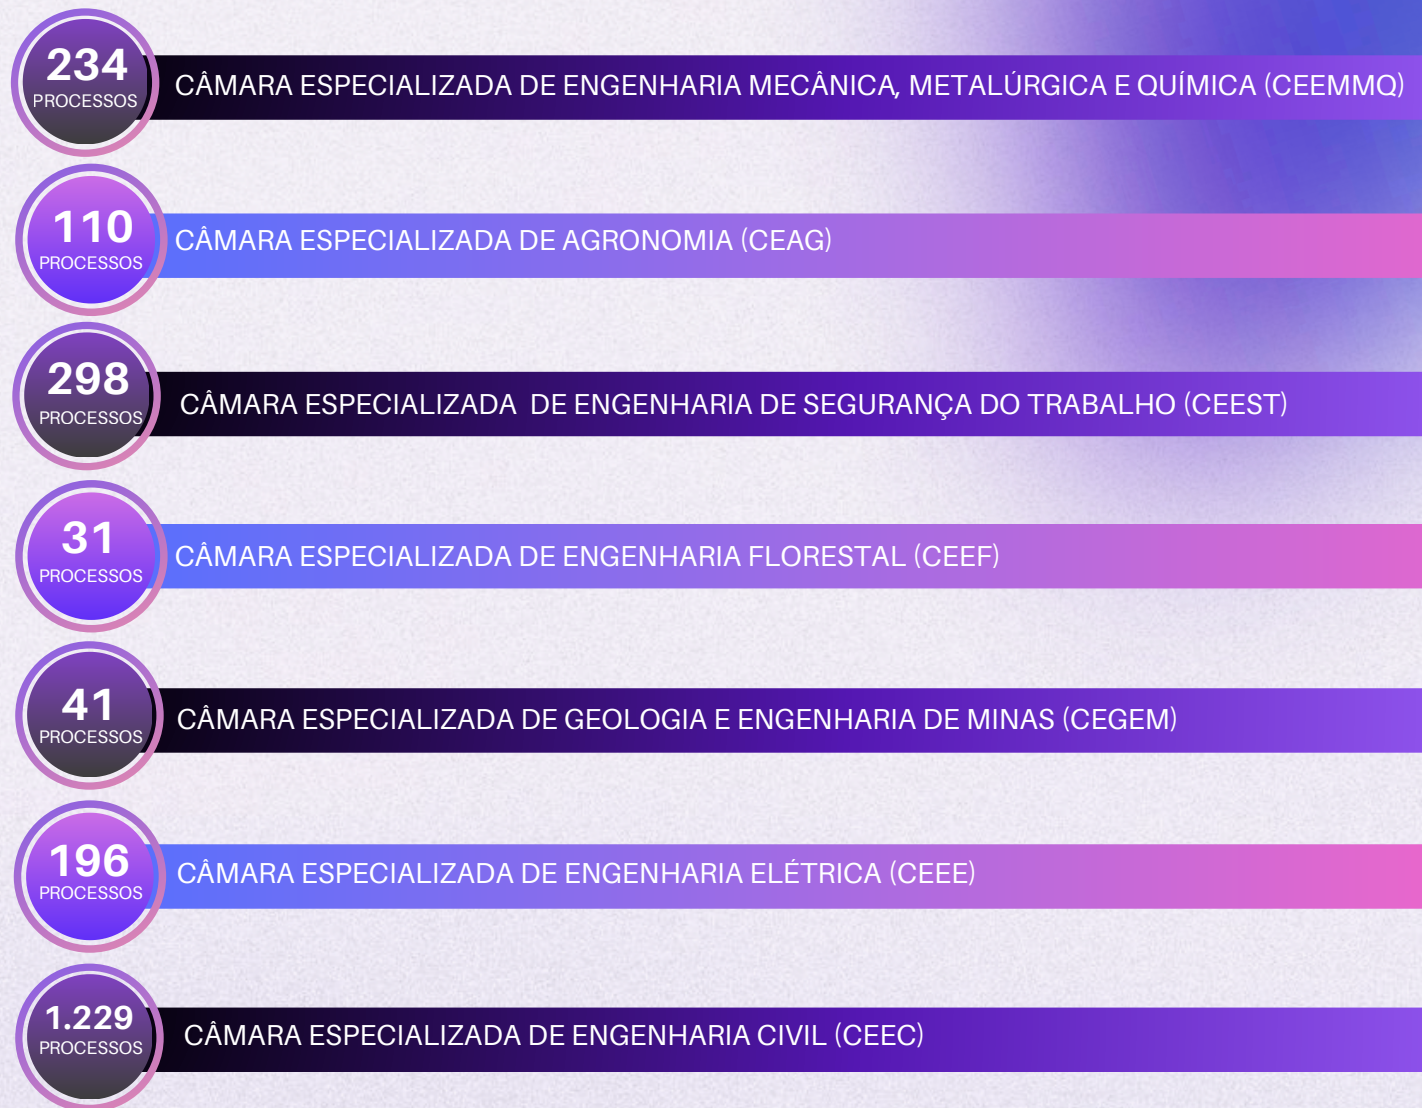 234
PROCESSOS
CÂMARA ESPECIALIZADA DE ENGENHARIA MECÂNICA, METALÚRGICA E QUÍMICA (CEEMMQ)
110
PROCESSOS
CÂMARA ESPECIALIZADA DE AGRONOMIA (CEAG)
298
PROCESSOS
CÂMARA ESPECIALIZADA DE ENGENHARIA DE SEGURANÇA DO TRABALHO (CEEST)
31
PROCESSOS
CÂMARA ESPECIALIZADA DE ENGENHARIA FLORESTAL (CEEF)
41
PROCESSOS
CÂMARA ESPECIALIZADA DE GEOLOGIA E ENGENHARIA DE MINAS (CEGEM)
196
PROCESSOS
CÂMARA ESPECIALIZADA DE ENGENHARIA ELÉTRICA (CEEE)
1.229
PROCESSOS
CÂMARA ESPECIALIZADA DE ENGENHARIA CIVIL (CEEC)